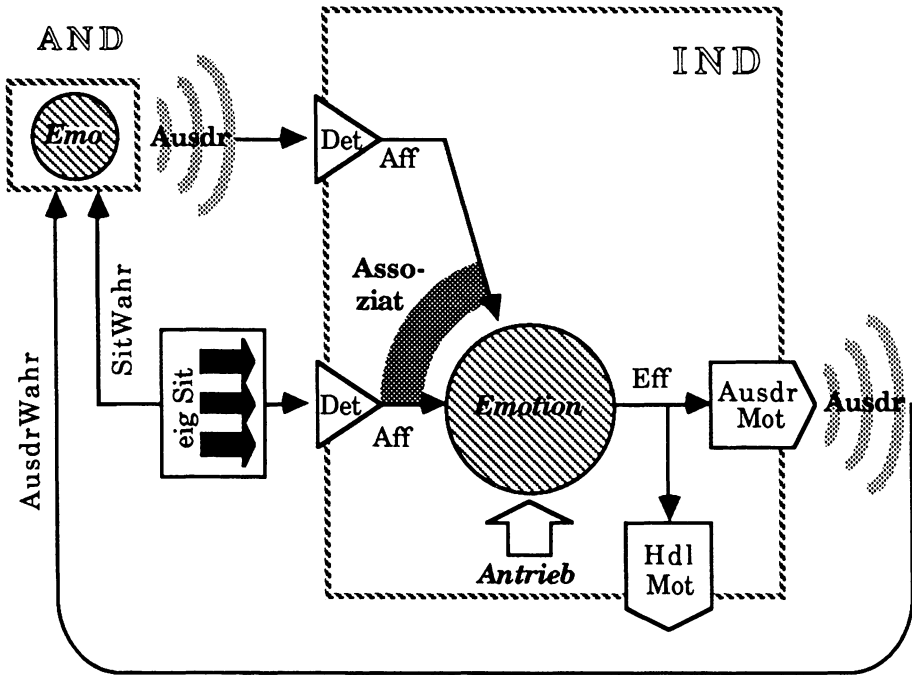 AND
IND
Emo
Ausdr
Det
Aff
Asso-
ziat
SitWahr
AusdrWahr
eig Sit
Det
Aff
Emotion
Eff
Ausdr
Mot
Ausdr
Hdl
Mot
Antrieb